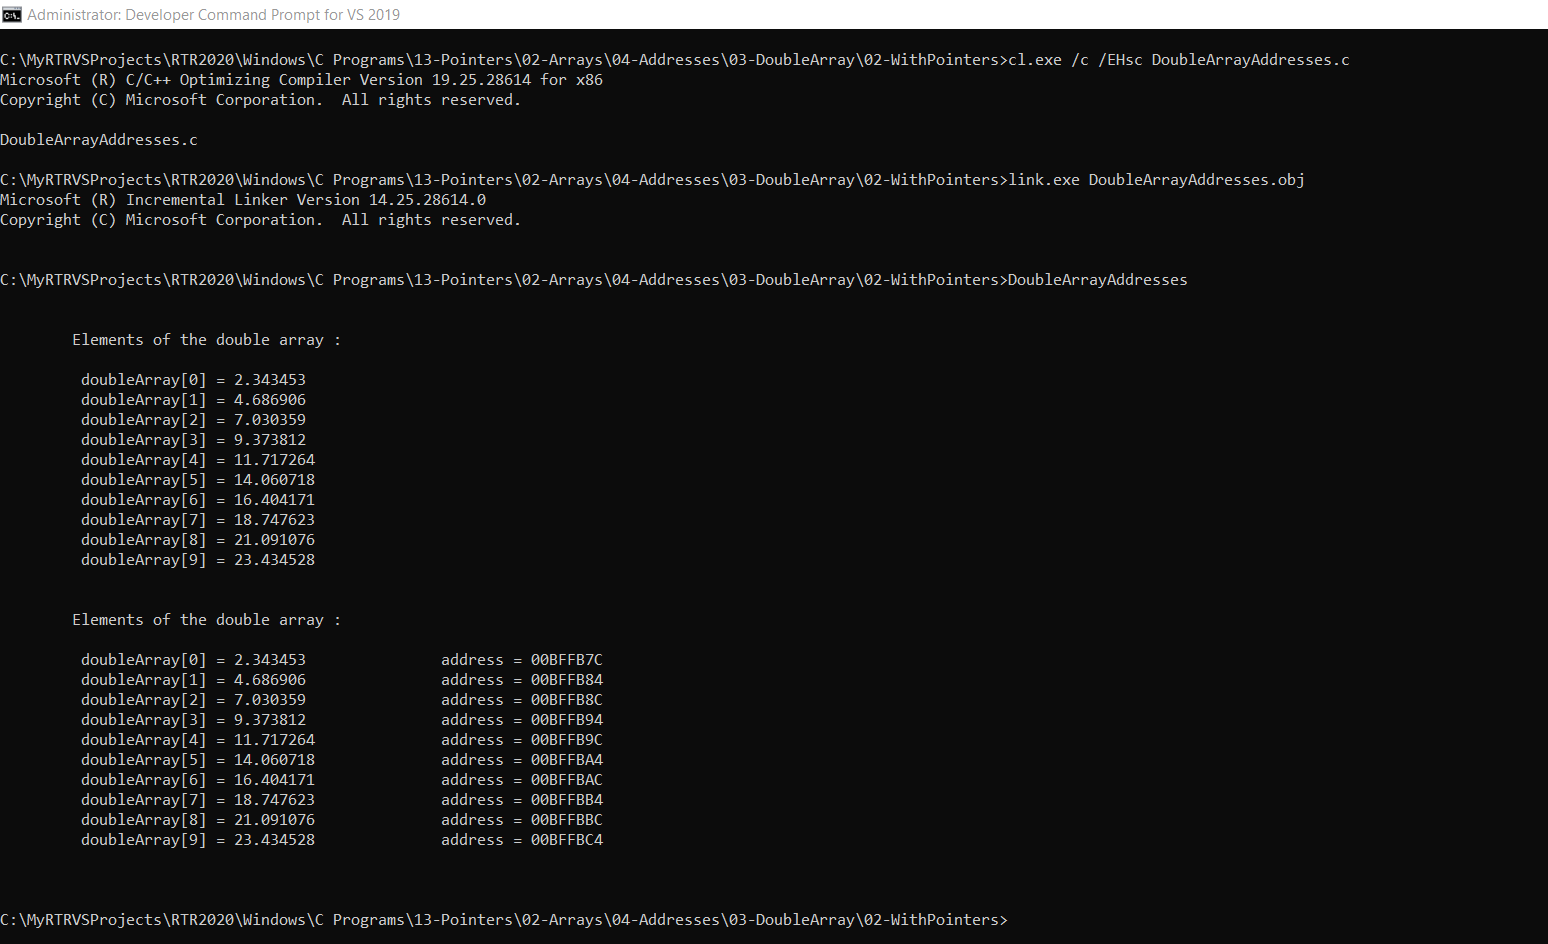 Administrator: Developer Command Prompt for VS 2019
C:\MyRTRVSProjects\RTR2020\Windows\C Programs\13-Pointers\02-Arrays\04-Addresses\03-DoubleArray\02-WithPointers>cl.exe /c /EHsc DoubleArrayAddresses.c
Microsoft (R) C/C++ Optimizing Compiler Version 19.25.28614 for x86
Copyright (C) Microsoft Corporation.  All rights reserved.
DoubleArrayAddresses.c
C:\MyRTRVSProjects\RTR2020\Windows\C Programs\13-Pointers\02-Arrays\04-Addresses\03-DoubleArray\02-WithPointers>link.exe DoubleArrayAddresses.obj
Microsoft (R) Incremental Linker Version 14.25.28614.0
Copyright (C) Microsoft Corporation.  All rights reserved.
C:\MyRTRVSProjects\RTR2020\Windows\C Programs\13-Pointers\02-Arrays\04-Addresses\03-DoubleArray\02-WithPointers>DoubleArrayAddresses
Elements of the double array :
doubleArray[0] = 2.343453
doubleArray[1] = 4.686906
doubleArray[2] = 7.030359
doubleArray[3] = 9.373812
doubleArray[4] = 11.717264
doubleArray[5] = 14.060718
doubleArray[6] = 16.404171
doubleArray[7] = 18.747623
doubleArray[8] = 21.091076
doubleArray[9] = 23.434528
Elements of the double array :
doubleArray[0] = 2.343453 address = 00BFFB7C
doubleArray[1] = 4.686906 address = 00BFFB84
doubleArray[2] = 7.030359 address = 00BFFB8C
doubleArray[3] = 9.373812 address = 00BFFB94
doubleArray[4] = 11.717264 address = 00BFFB9C
doubleArray[5] = 14.060718 address = 00BFFBA4
doubleArray[6] = 16.404171 address = 00BFFBAC
doubleArray[7] = 18.747623 address = 00BFFBB4
doubleArray[8] = 21.091076 address = 00BFFBBC
doubleArray[9] = 23.434528 address = 00BFFBC4
C:\MyRTRVSProjects\RTR2020\Windows\C Programs\13-Pointers\02-Arrays\04-Addresses\03-DoubleArray\02-WithPointers>